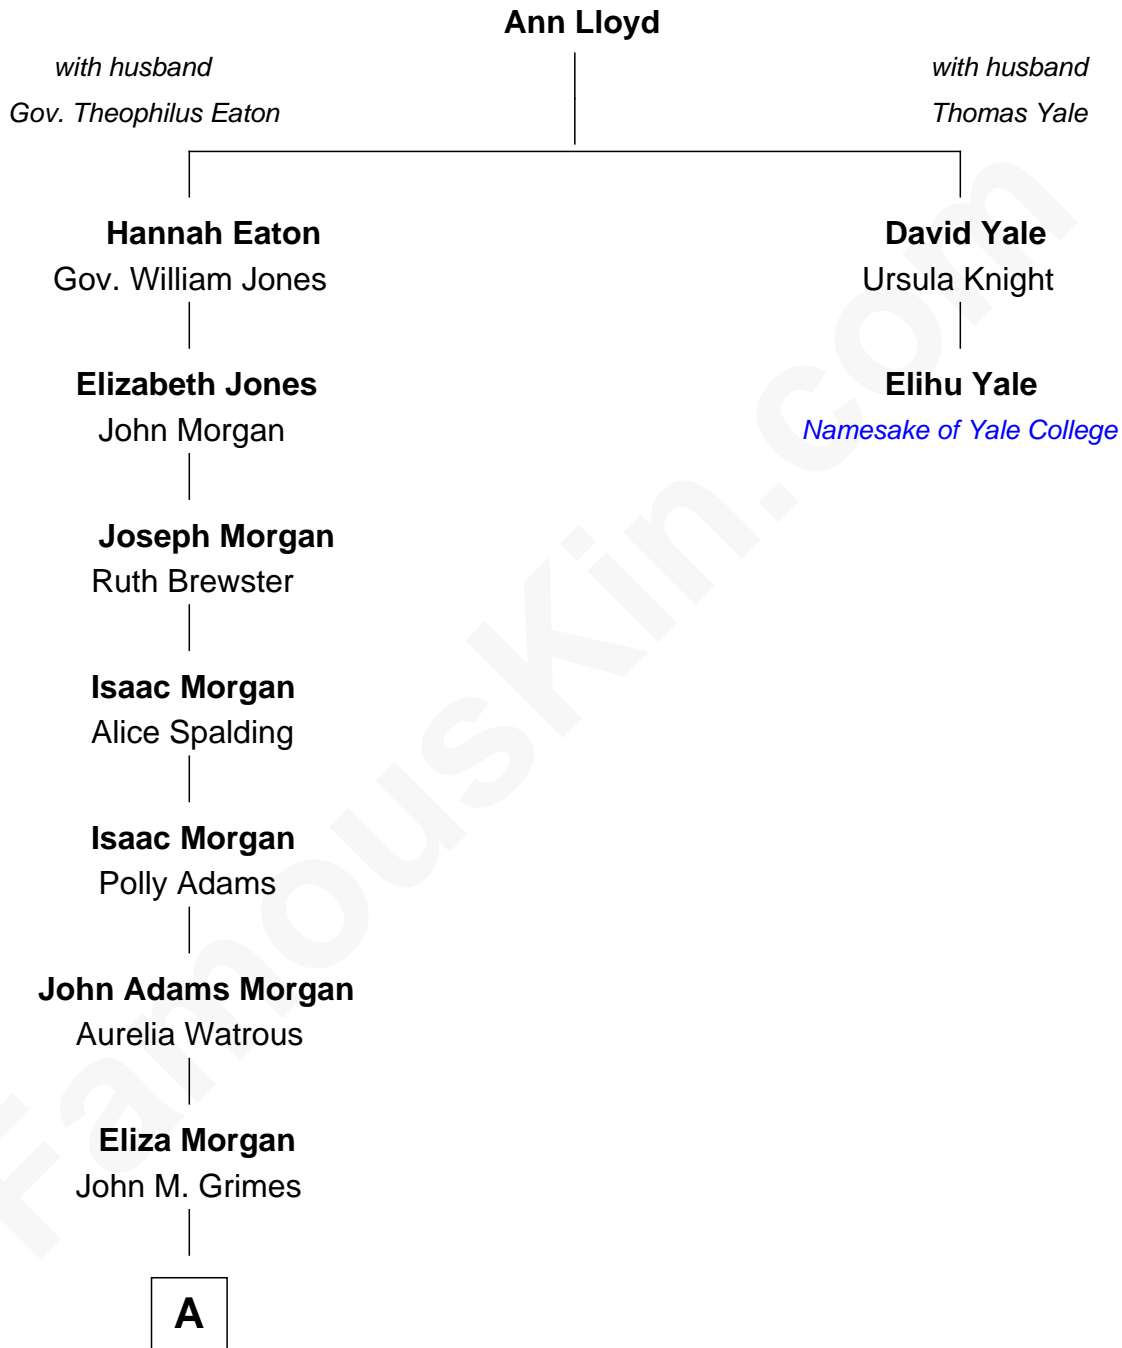 Ann Lloyd
with husband
Gov. Theophilus Eaton
with husband
Thomas Yale
Hannah Eaton
Gov. William Jones
David Yale
Ursula Knight
Elizabeth Jones
John Morgan
Elihu Yale
Namesake of Yale College
Joseph Morgan
Ruth Brewster
Isaac Morgan
Alice Spalding
Isaac Morgan
Polly Adams
John Adams Morgan
Aurelia Watrous
Eliza Morgan
John M. Grimes
A
FamousKin.com